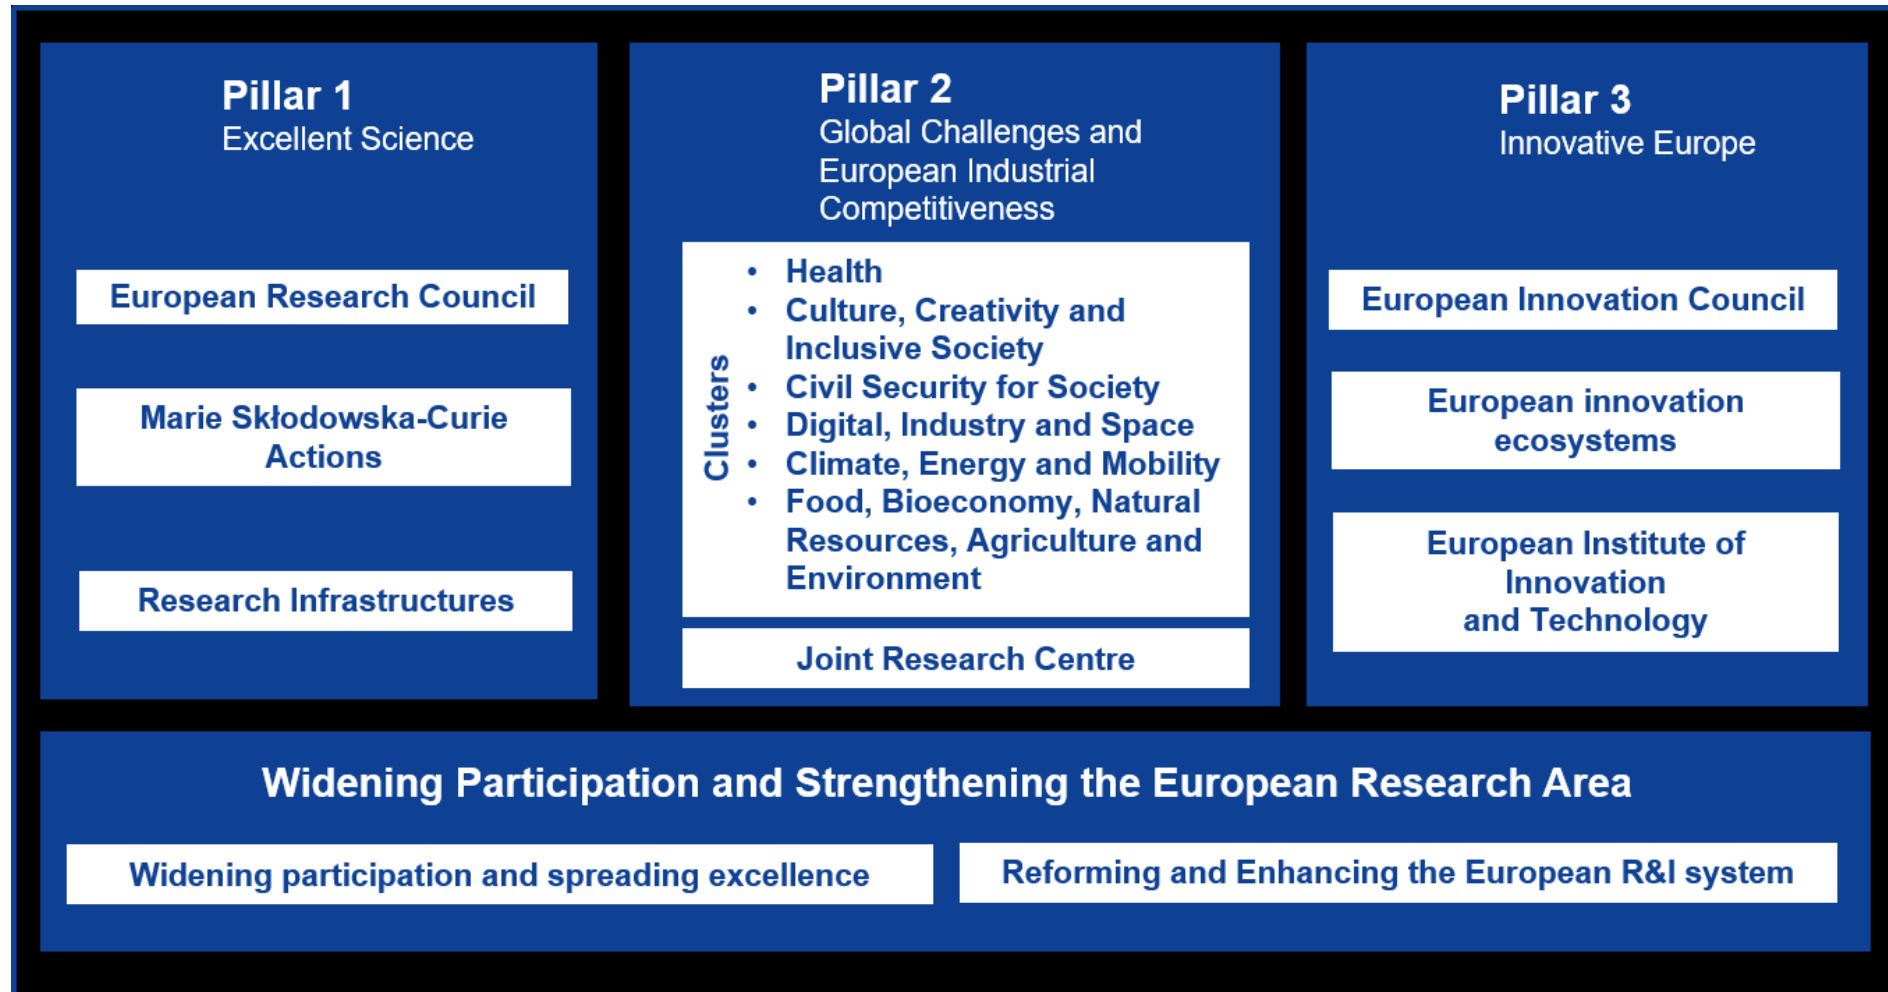 Pillar 1
Excellent Science
European Research Council
Marie Skłodowska-Curie
Actions
Research Infrastructures
Pillar 2
Global Challenges and
European Industrial
Competitiveness
Clusters
• Health
• Culture, Creativity and
Inclusive Society
• Civil Security for Society
• Digital, Industry and Space
• Climate, Energy and Mobility
• Food, Bioeconomy, Natural
Resources, Agriculture and
Environment
Joint Research Centre
Pillar 3
Innovative Europe
European Innovation Council
European innovation
ecosystems
European Institute of
Innovation
and Technology
Widening Participation and Strengthening the European Research Area
Widening participation and spreading excellence
Reforming and Enhancing the European R&I system